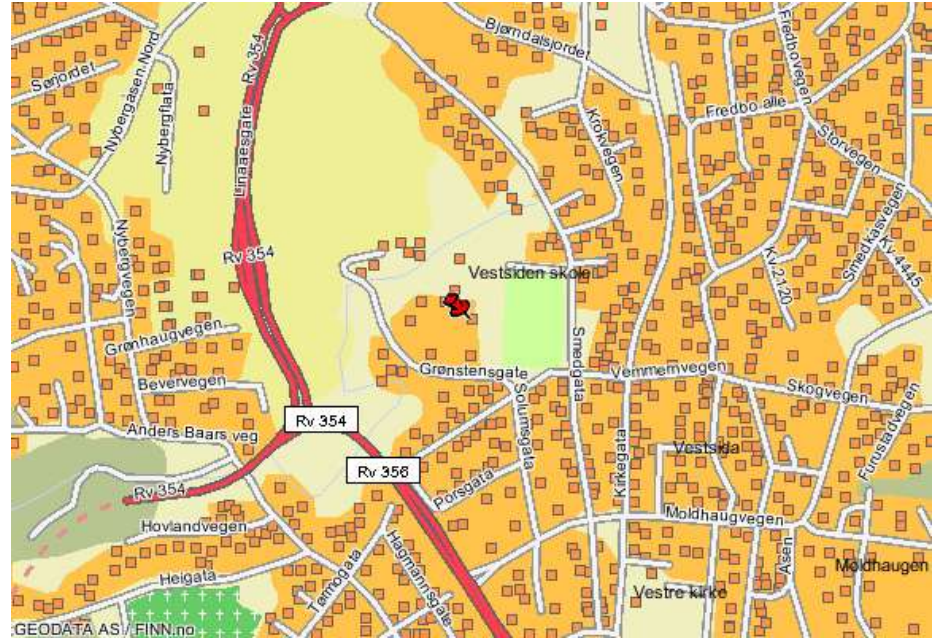 Rv 354
Bjørndalsjordet
Fredbovegen
Sørjordet
Nybergasen Nord
Nybergflata
Linaaesgate
Krokvegen
Fredbo alle
Storvegen
Smedkasvegen
Kv 4445
Kv 2120
Nybergvegen
Rv 354
Vestsiden skole
Grønhaugvegen
Bevervegen
Grønstensgate
Smedgata
Vemmernvegen
Skogvegen
Solumsgata
Rv 354
Anders Baars veg
Kirkegata
Vestsida
Furustadvegen
Rv 356
Rv 354
Porsgata
Hovlandvegen
Moldhaugvegen
Tørmogata
Hagmannsgate
Heigata
Åsen
Moldhaugen
Vestre kirke
GEODATA AS / FINN.no